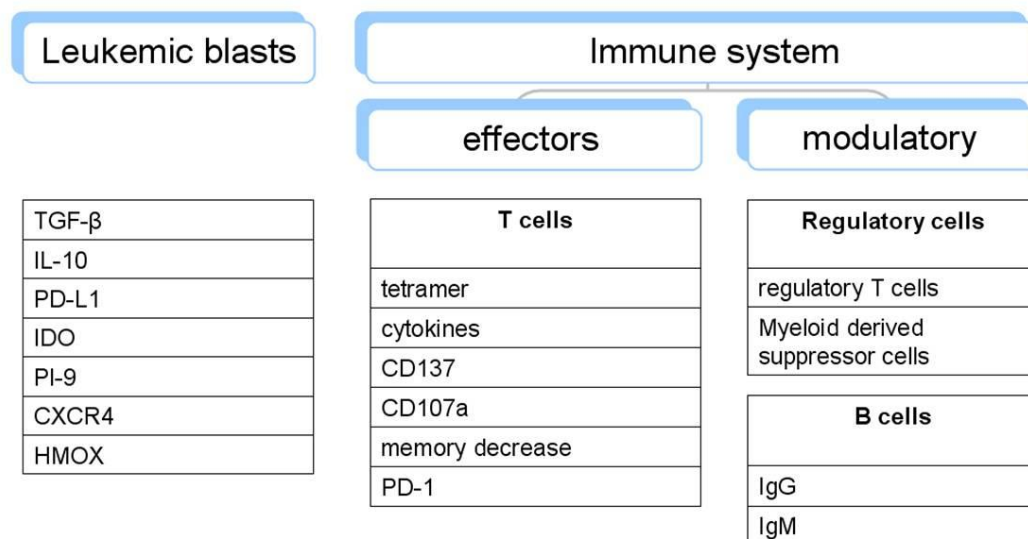 Leukemic blasts
Immune system
effectors
modulatory
TGF-β
IL-10
PD-L1
IDO
PI-9
CXCR4
HMOX
T cells
tetramer
cytokines
CD137
CD107a
memory decrease
PD-1
Regulatory cells
regulatory T cells
Myeloid derived
suppressor cells
B cells
IgG
IgM